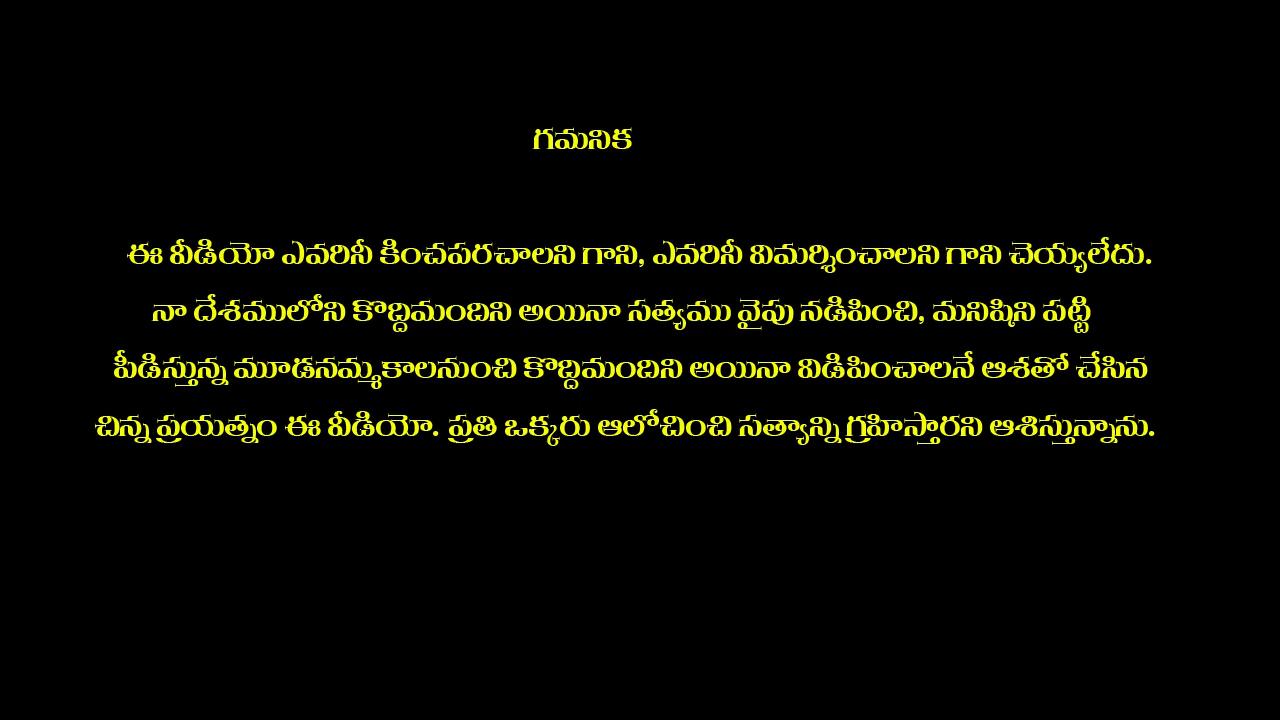 గమనిక
ఈ వీడియో ఎవరినీ కించపరచాలని గాని, ఎవరినీ విమర్శించాలని గాని చెయ్యలేదు.
నా దేశములోని కొద్దిమందిని అయినా సత్యము వైపు నడిపించి, మనిషిని పట్టి
పీడిస్తున్న మూడనమ్మకాలనుంచి కొద్దిమందిని అయినా విడిపించాలనే ఆశతో చేసిన
చిన్న ప్రయత్నం ఈ వీడియో. ప్రతి ఒక్కరు ఆలోచించి సత్యాన్ని గ్రహిస్తారని ఆశిస్తున్నాను.